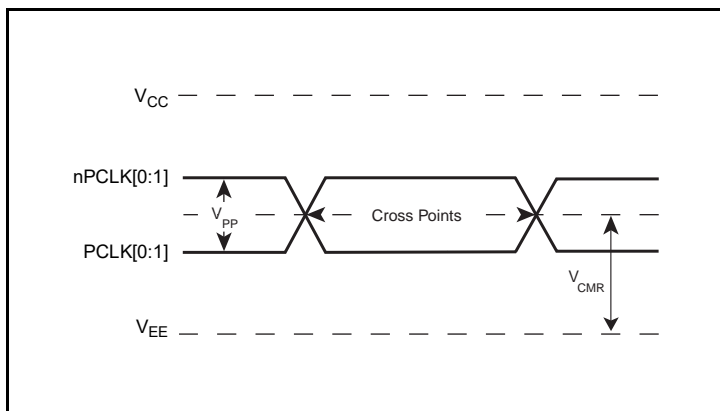 VCC
nPCLK[0:1]
VPP
Cross Points
PCLK[0:1]
VCMR
VEE